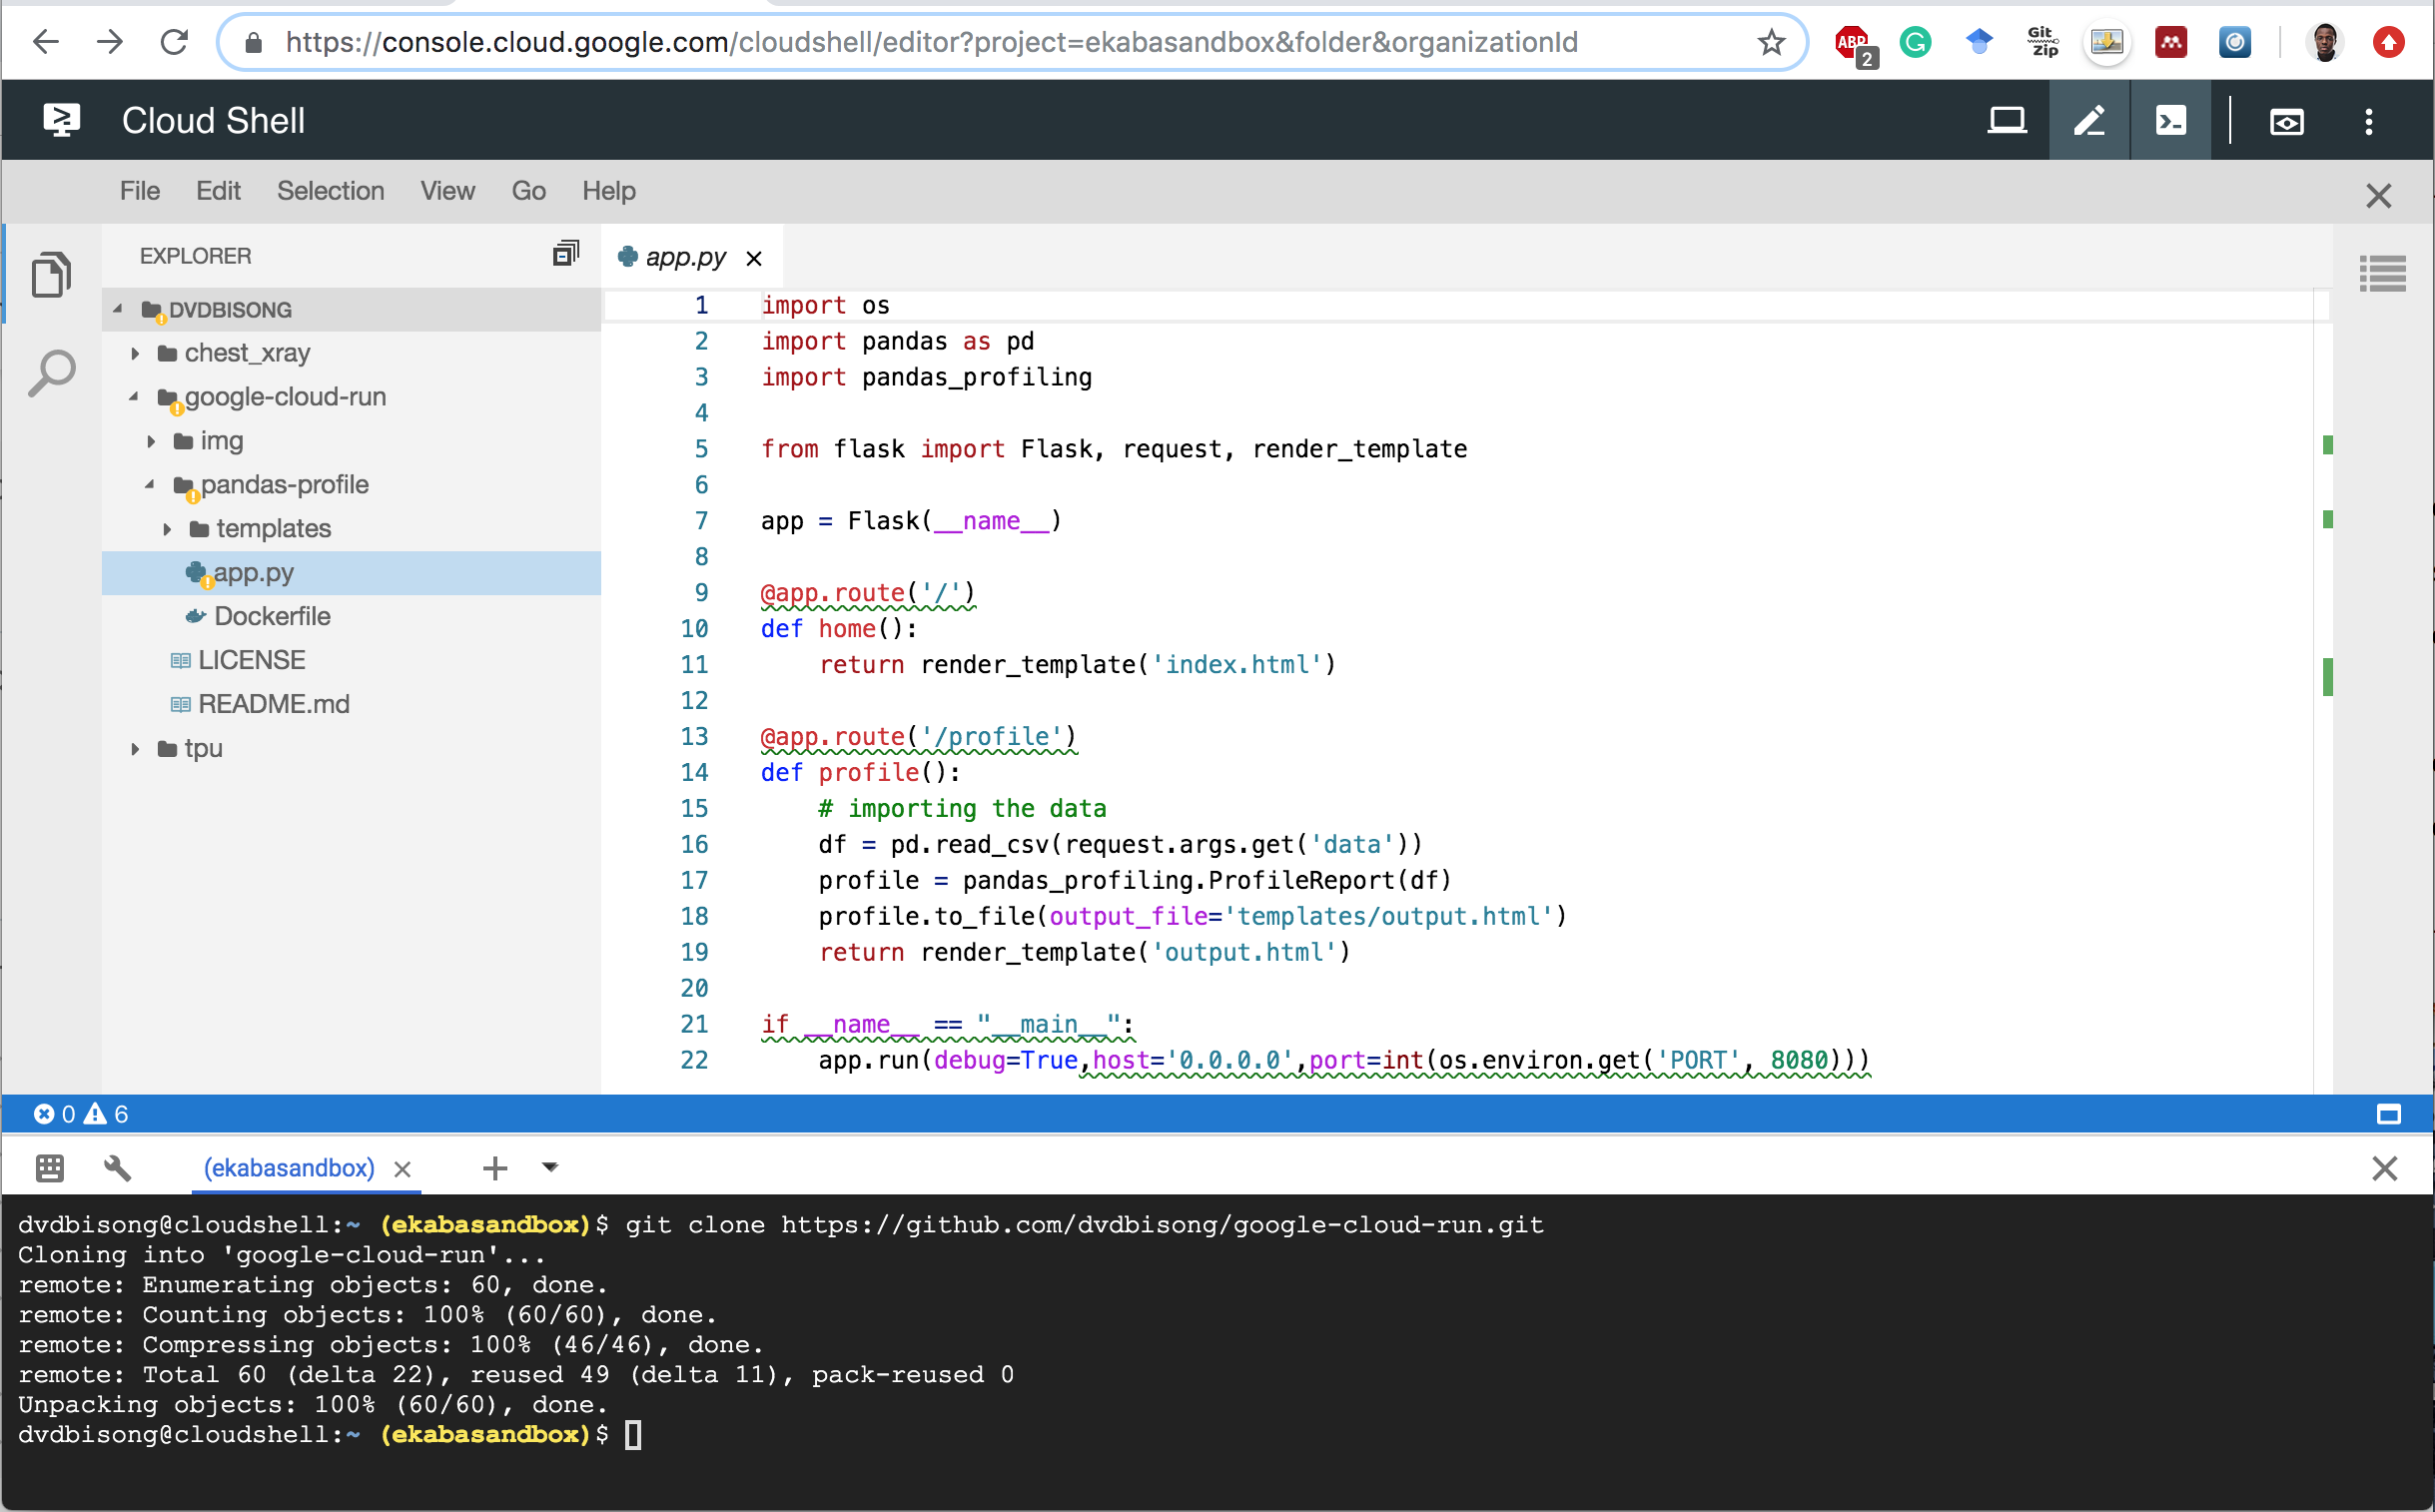 https://console.cloud.google.com/cloudshell/editor?project=ekabasandbox&folder&organizationId
ABP
2
Git
Zip
Cloud Shell
File Edit Selection View Go Help
EXPLORER
app.py
DVDBISONG
chest_xray
google-cloud-run
img
pandas-profile
templates
app.py
Dockerfile
LICENSE
README.md
tpu
1 import os
2 import pandas as pd
3 import pandas_profiling
4
5 from flask import Flask, request, render_template
6
7 app = Flask(__name__)
8
9 @app.route('/')
10 def home():
11     return render_template('index.html')
12
13 @app.route('/profile')
14 def profile():
15     # importing the data
16     df = pd.read_csv(request.args.get('data'))
17     profile = pandas_profiling.ProfileReport(df)
18     profile.to_file(output_file='templates/output.html')
19     return render_template('output.html')
20
21 if __name__ == "__main__":
22     app.run(debug=True,host='0.0.0.0',port=int(os.environ.get('PORT', 8080)))
0 6
(ekabasandbox)
dvdbisong@cloudshell:~ (ekabasandbox)$ git clone https://github.com/dvdbisong/google-cloud-run.git
Cloning into 'google-cloud-run'...
remote: Enumerating objects: 60, done.
remote: Counting objects: 100% (60/60), done.
remote: Compressing objects: 100% (46/46), done.
remote: Total 60 (delta 22), reused 49 (delta 11), pack-reused 0
Unpacking objects: 100% (60/60), done.
dvdbisong@cloudshell:~ (ekabasandbox)$